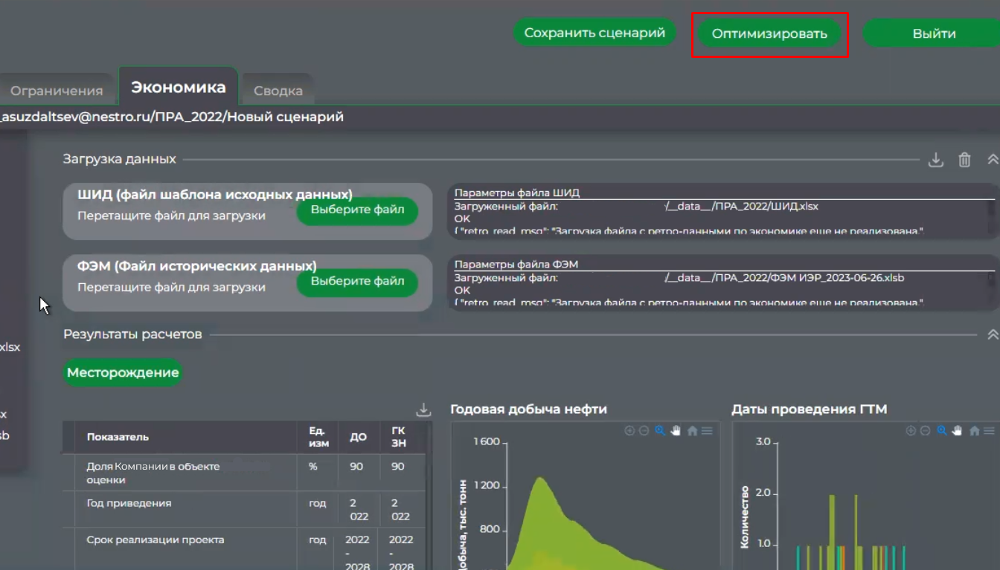 Сохранить сценарий
Оптимизировать
Выйти
Ограничения
Экономика
Сводка
_asuzdaltsev@nestro.ru/ПРА_2022/Новый сценарий
Загрузка данных
ШИД (файл шаблона исходных данных)
Перетащите файл для загрузки
Выберите файл
Параметры файла ШИД
Загруженный файл: /__data__/ПРА_2022/ШИД.xlsx
OK
{ "retro_read_msg": "Загрузка файла с ретро-данными по экономике еще не реализована.",
ФЭМ (Файл исторических данных)
Перетащите файл для загрузки
Выберите файл
Параметры файла ФЭМ
Загруженный файл: /__data__/ПРА_2022/ФЭМ ИЭР_2023-06-26.xlsb
OK
{ "retro_read_msg": "Загрузка файла с ретро-данными по экономике еще не реализована.",
Результаты расчетов
xlsx
Месторождение
x
sb
Показатель
Ед.
изм
ДО
ГК
ЗН
Доля Компании в объекте
оценки
%
90
90
Год приведения
год
2
022
2
022
Срок реализации проекта
год
2022
-
2028
2022
-
2028
Годовая добыча нефти
1 600
1 200
800
Добыча, тыс. тонн
Даты проведения ГТМ
3.0
2.0
1.0
Количество